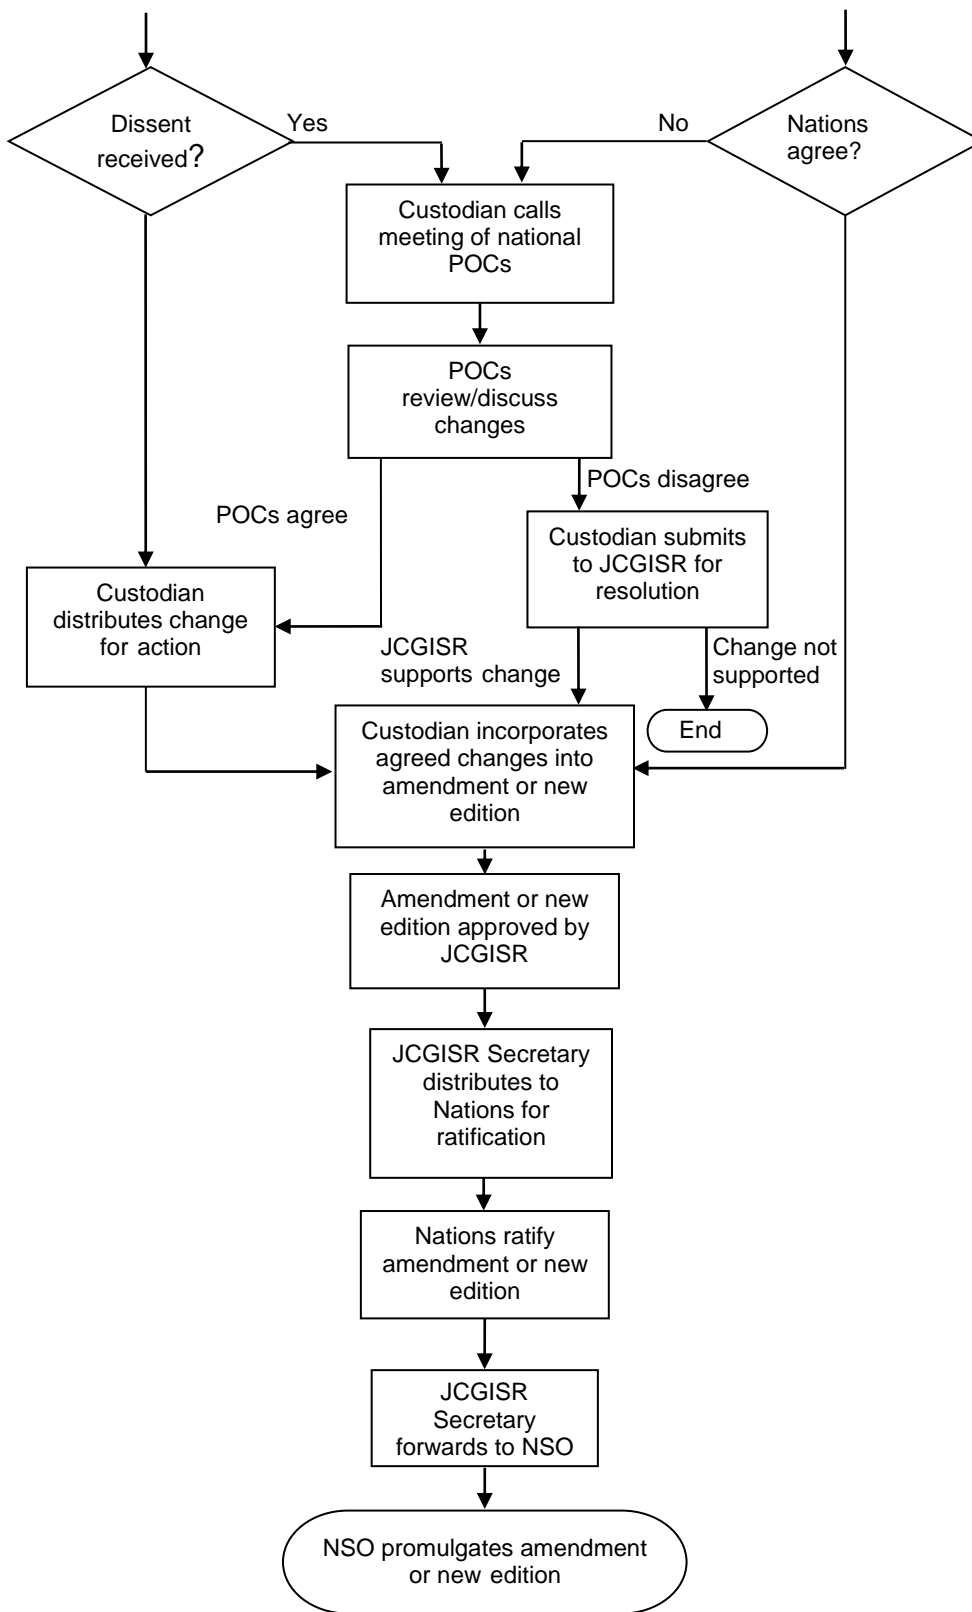 Dissent
received?
Yes
No
Nations
agree?
Custodian calls
meeting of national
POCs
POCs
review/discuss
changes
POCs agree
POCs disagree
Custodian submits
to JCGISR for
resolution
Custodian
distributes change
for action
JCGISR
supports change
Change not
supported
End
Custodian incorporates
agreed changes into
amendment or new
edition
Amendment or new
edition approved by
JCGISR
JCGISR Secretary
distributes to
Nations for
ratification
Nations ratify
amendment or new
edition
JCGISR
Secretary
forwards to NSO
NSO promulgates amendment
or new edition